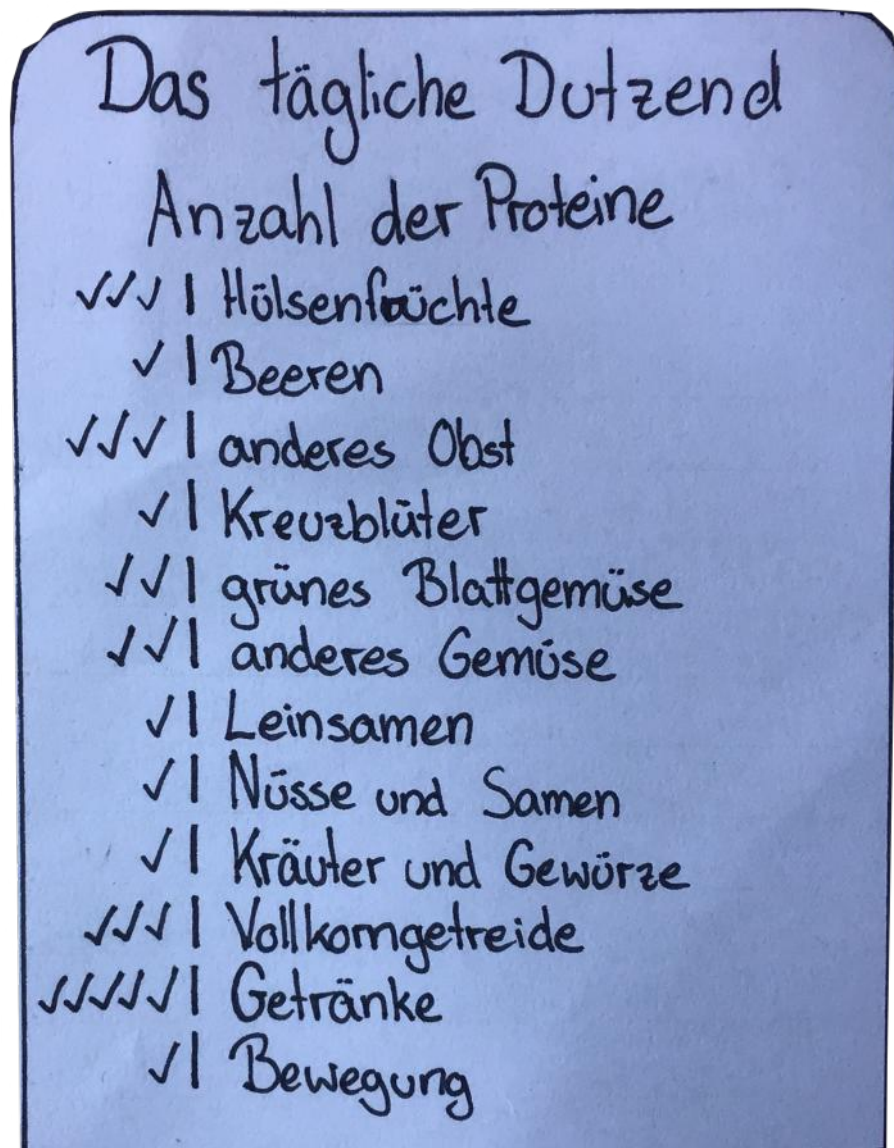 Das tägliche Dutzend
Anzahl der Proteine
✓✓✓ | Hülsenfrüchte
✓ | Beeren
✓✓✓ | anderes Obst
✓ | Kreuzblüter
✓✓ | grünes Blattgemüse
✓✓ | anderes Gemüse
✓ | Leinsamen
✓ | Nüsse und Samen
✓ | Kräuter und Gewürze
✓✓✓ | Vollkorngetreide
✓✓✓✓✓ | Getränke
✓ | Bewegung